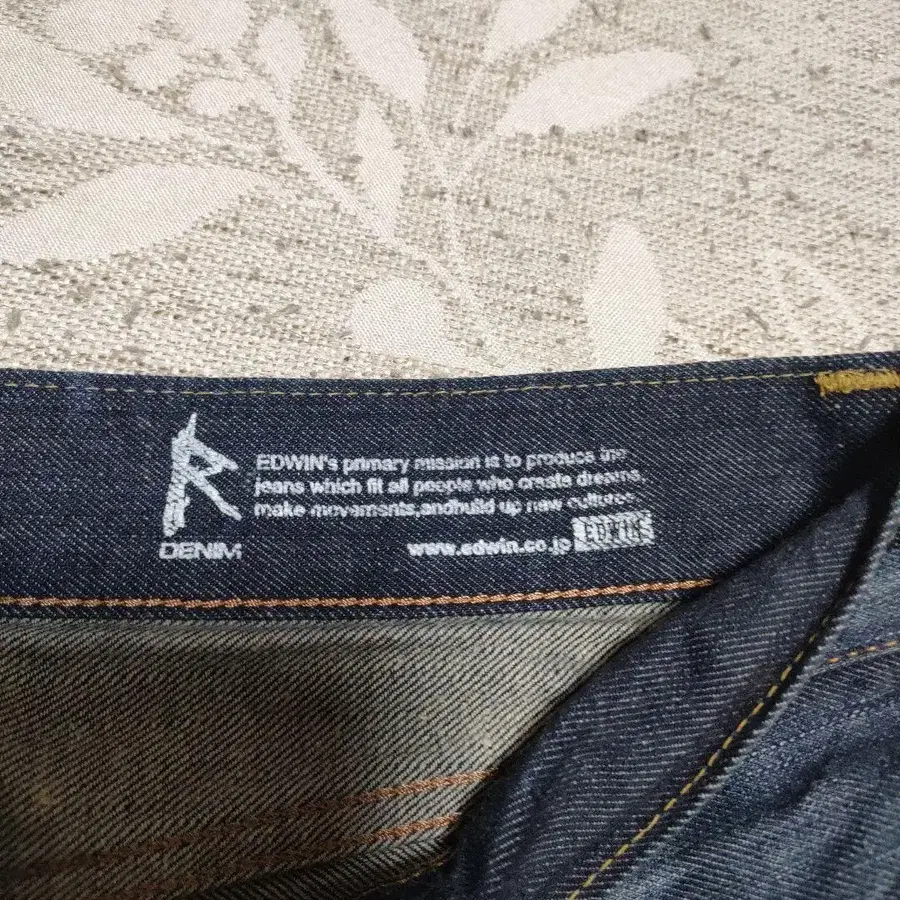 R
DENIM
EDWIN's primary mission is to produce the
jeans which fit all people who create dreams,
make movements,andbuild up new cultures.
www.edwin.co.jp EDWIN